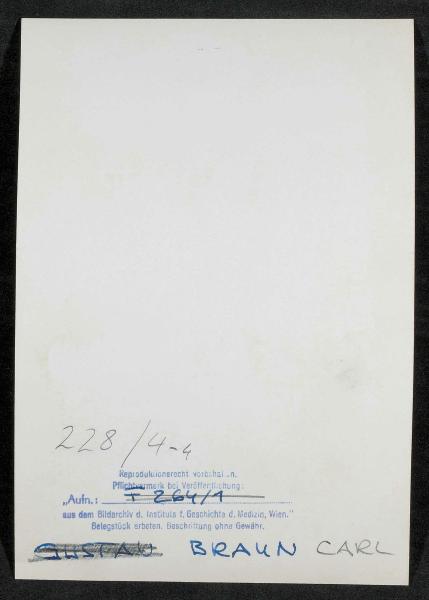 228/4-4
Reproduktionsrecht vorbehalten.
Pflichtvermerk bei Veröffentlichung:
„Aufn.: F 264/1
aus dem Bildarchiv d. Instituts f. Geschichte d. Medizin, Wien."
Belegstück erbeten. Beschriftung ohne Gewähr.
GUSTAV BRAUN CARL